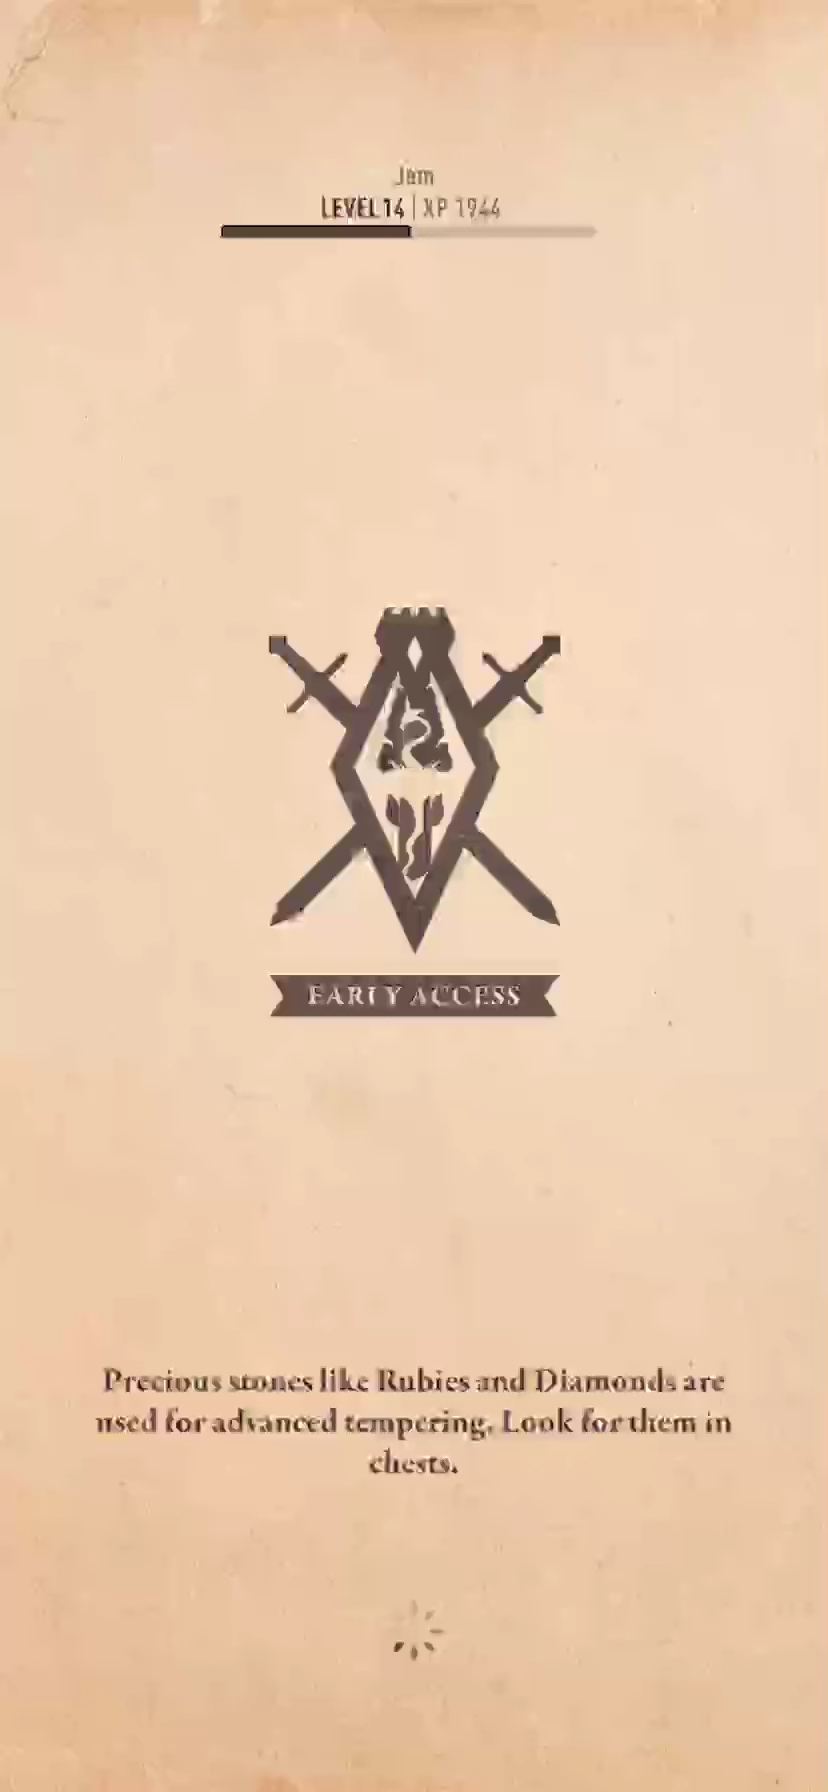 Jam
LEVEL 14 | XP 1944
EARLY ACCESS
Precious stones like Rubies and Diamonds are
used for advanced tempering. Look for them in
chests.